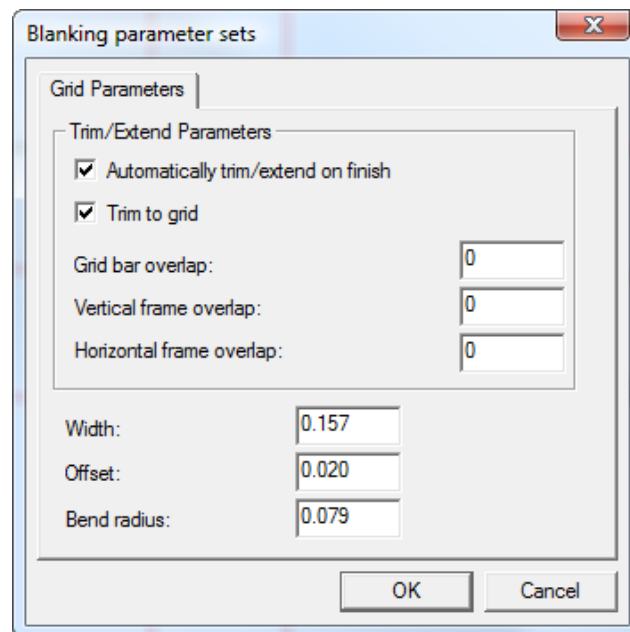 Blanking parameter sets
Grid Parameters
Trim/Extend Parameters
Automatically trim/extend on finish
Trim to grid
Grid bar overlap: 0
Vertical frame overlap: 0
Horizontal frame overlap: 0
Width: 0.157
Offset: 0.020
Bend radius: 0.079
OK Cancel